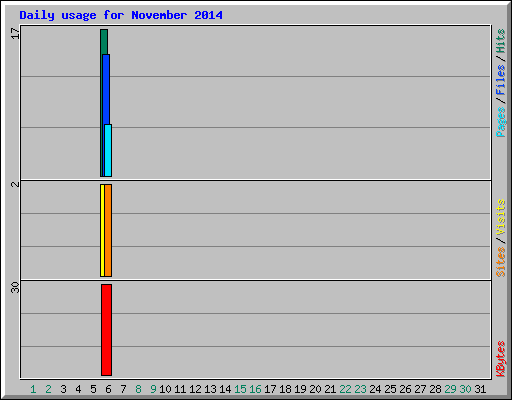 Daily usage for November 2014
17
2
30
Pages / Files / Hits
Sites / Visits
KBytes
1 2 3 4 5 6 7 8 9 10 11 12 13 14 15 16 17 18 19 20 21 22 23 24 25 26 27 28 29 30 31